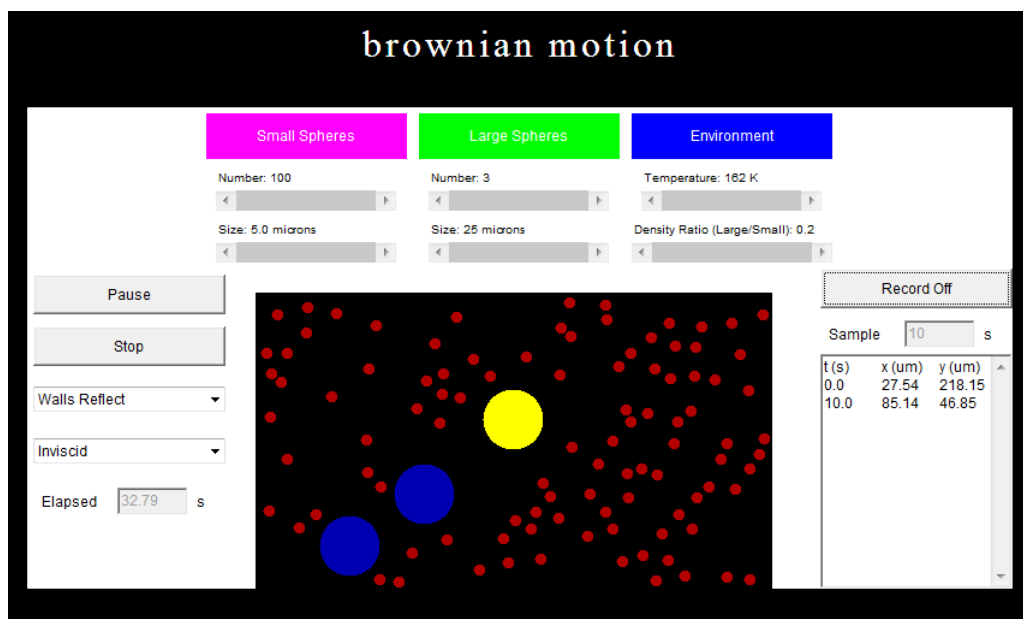 brownian motion
Small Spheres
Large Spheres
Environment
Number: 100
Number: 3
Temperature: 162 K
Size: 5.0 microns
Size: 25 microns
Density Ratio (Large/Small): 0.2
Pause
Stop
Walls Reflect
Inviscid
Elapsed 32.79 s
Record Off
Sample 10 s
t (s) x (um) y (um)
0.0 27.54 218.15
10.0 85.14 46.85